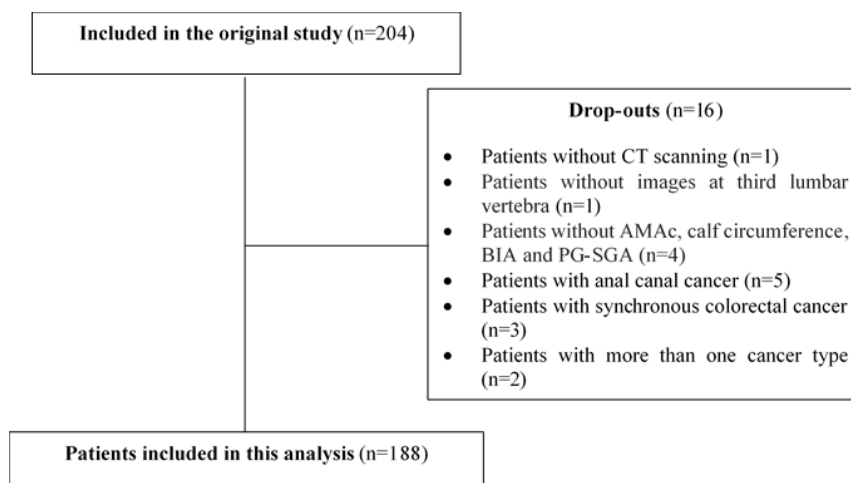 Included in the original study (n=204)
Drop-outs (n=16)
• Patients without CT scanning (n=1)
• Patients without images at third lumbar
vertebra (n=1)
• Patients without AMAc, calf circumference,
BIA and PG-SGA (n=4)
• Patients with anal canal cancer (n=5)
• Patients with synchronous colorectal cancer
(n=3)
• Patients with more than one cancer type
(n=2)
Patients included in this analysis (n=188)